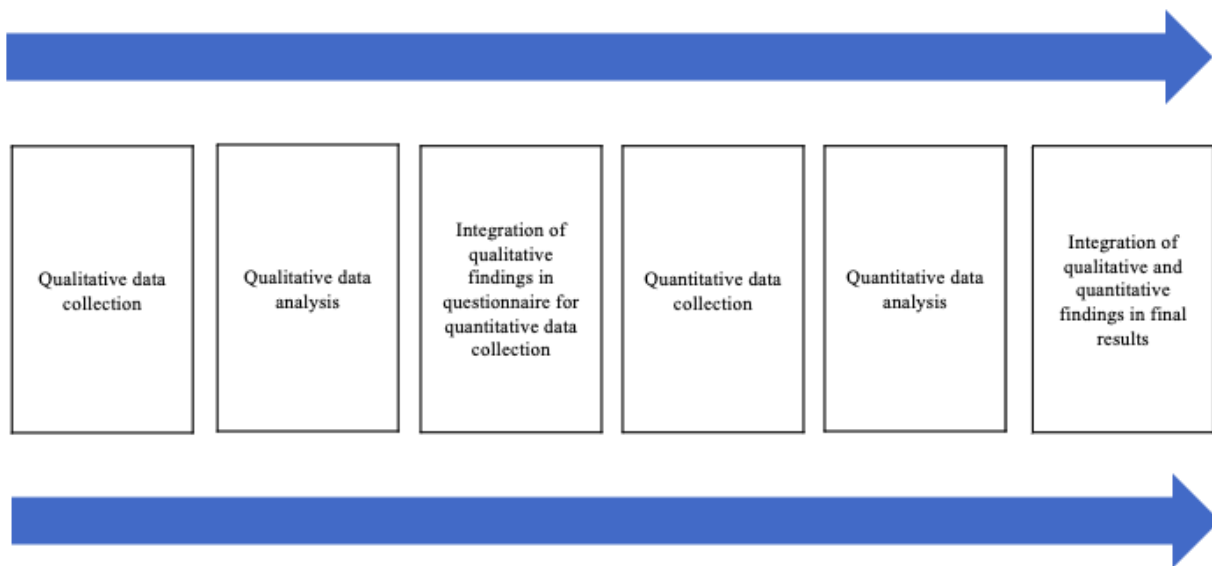 Qualitative data
collection
Qualitative data
analysis
Integration of
qualitative
findings in
questionnaire for
quantitative data
collection
Quantitative data
collection
Quantitative data
analysis
Integration of
qualitative and
quantitative
findings in final
results